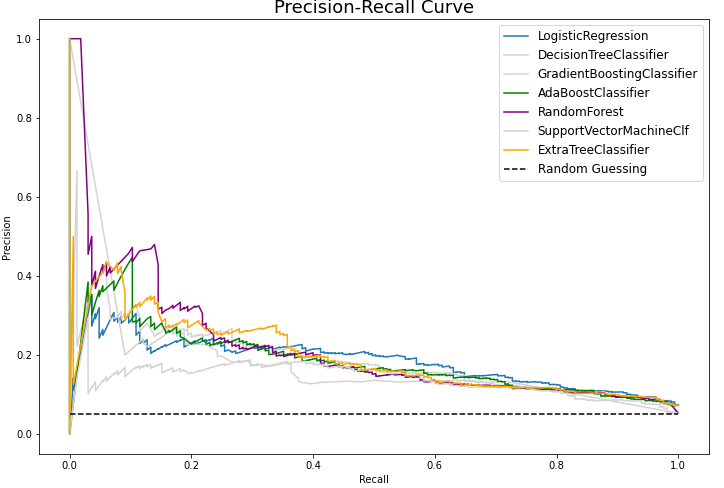 Precision-Recall Curve
LogisticRegression
DecisionTreeClassifier
GradientBoostingClassifier
AdaBoostClassifier
RandomForest
SupportVectorMachineClf
ExtraTreeClassifier
Random Guessing
Precision
1.0
0.8
0.6
0.4
0.2
0.0
0.0 0.2 0.4 0.6 0.8 1.0
Recall